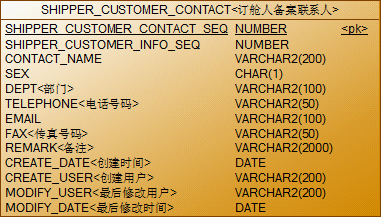 SHIPPER_CUSTOMER_CONTACT<订舱人备案联系人>
SHIPPER_CUSTOMER_CONTACT_SEQ NUMBER <pk>
SHIPPER_CUSTOMER_INFO_SEQ NUMBER
CONTACT_NAME VARCHAR2(200)
SEX CHAR(1)
DEPT<部门> VARCHAR2(100)
TELEPHONE<电话号码> VARCHAR2(50)
EMAIL VARCHAR2(100)
FAX<传真号码> VARCHAR2(50)
REMARK<备注> VARCHAR2(2000)
CREATE_DATE<创建时间> DATE
CREATE_USER<创建用户> VARCHAR2(200)
MODIFY_USER<最后修改用户> VARCHAR2(200)
MODIFY_DATE<最后修改时间> DATE